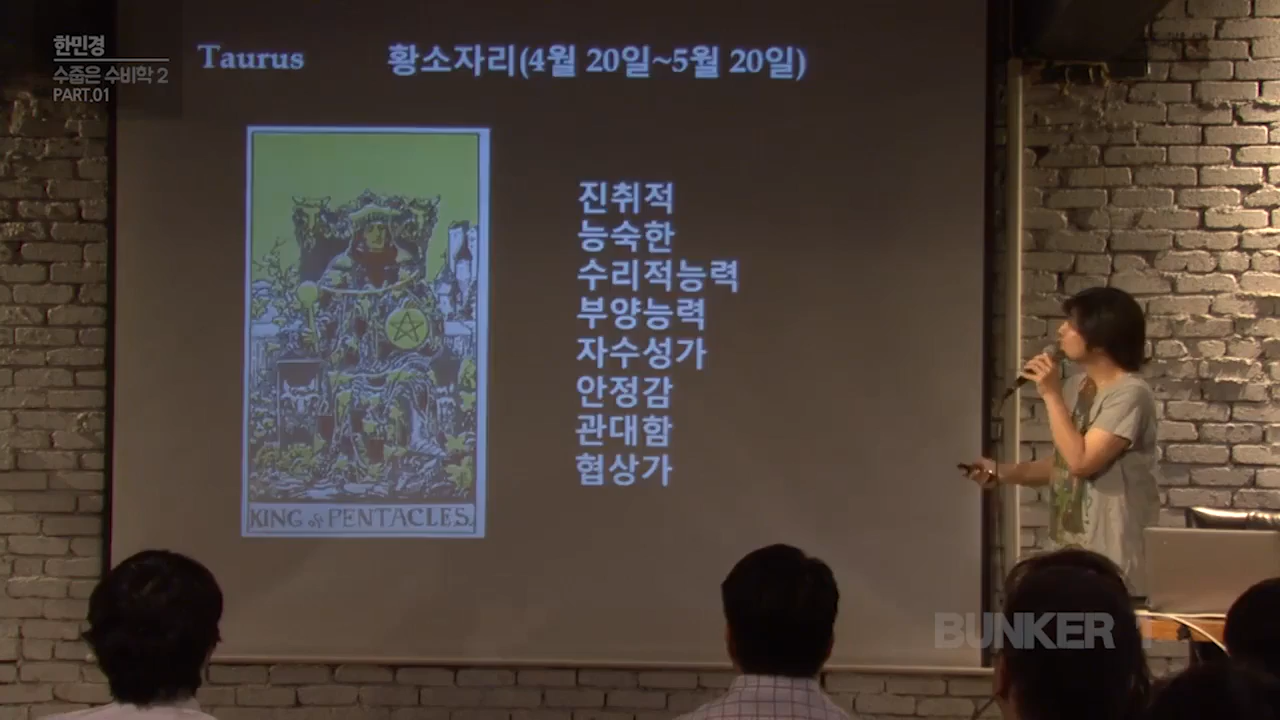 한민경
수줍은 수비학 2
PART.01
Taurus 황소자리(4월 20일~5월 20일)
진취적
능숙한
수리적능력
부양능력
자수성가
안정감
관대함
협상가
KING of PENTACLES.
BUNKER 1